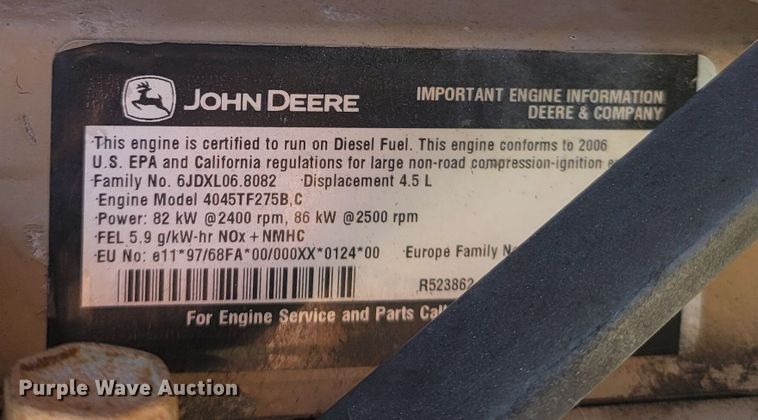 JOHN DEERE
IMPORTANT ENGINE INFORMATION
DEERE & COMPANY
This engine is certified to run on Diesel Fuel. This engine conforms to 2006
U.S. EPA and California regulations for large non-road compression-ignition
Family No. 6JDXL06.8082 Displacement 4.5 L
Engine Model 4045TF275B,C
Power: 82 kW @2400 rpm, 86 kW @2500 rpm
FEL 5.9 g/kW-hr NOx + NMHC
EU No: e11*97/68FA*00/000XX*0124*00 Europe Family
R523862
For Engine Service and Parts
Purple Wave Auction